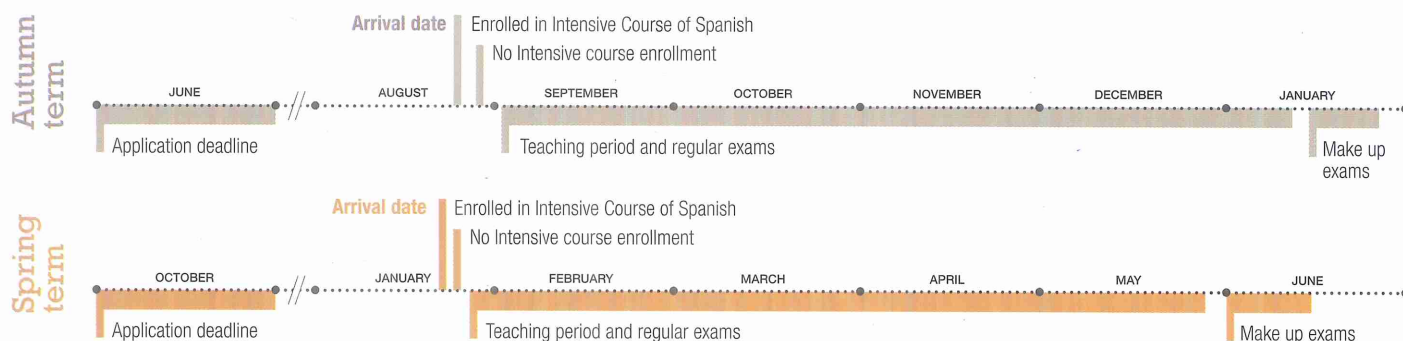 Autumn
term
Arrival date Enrolled in Intensive Course of Spanish
No Intensive course enrollment
JUNE AUGUST SEPTEMBER OCTOBER NOVEMBER DECEMBER JANUARY
Application deadline Teaching period and regular exams Make up
exams
Spring
term
Arrival date Enrolled in Intensive Course of Spanish
No Intensive course enrollment
OCTOBER JANUARY FEBRUARY MARCH APRIL MAY JUNE
Application deadline Teaching period and regular exams Make up exams